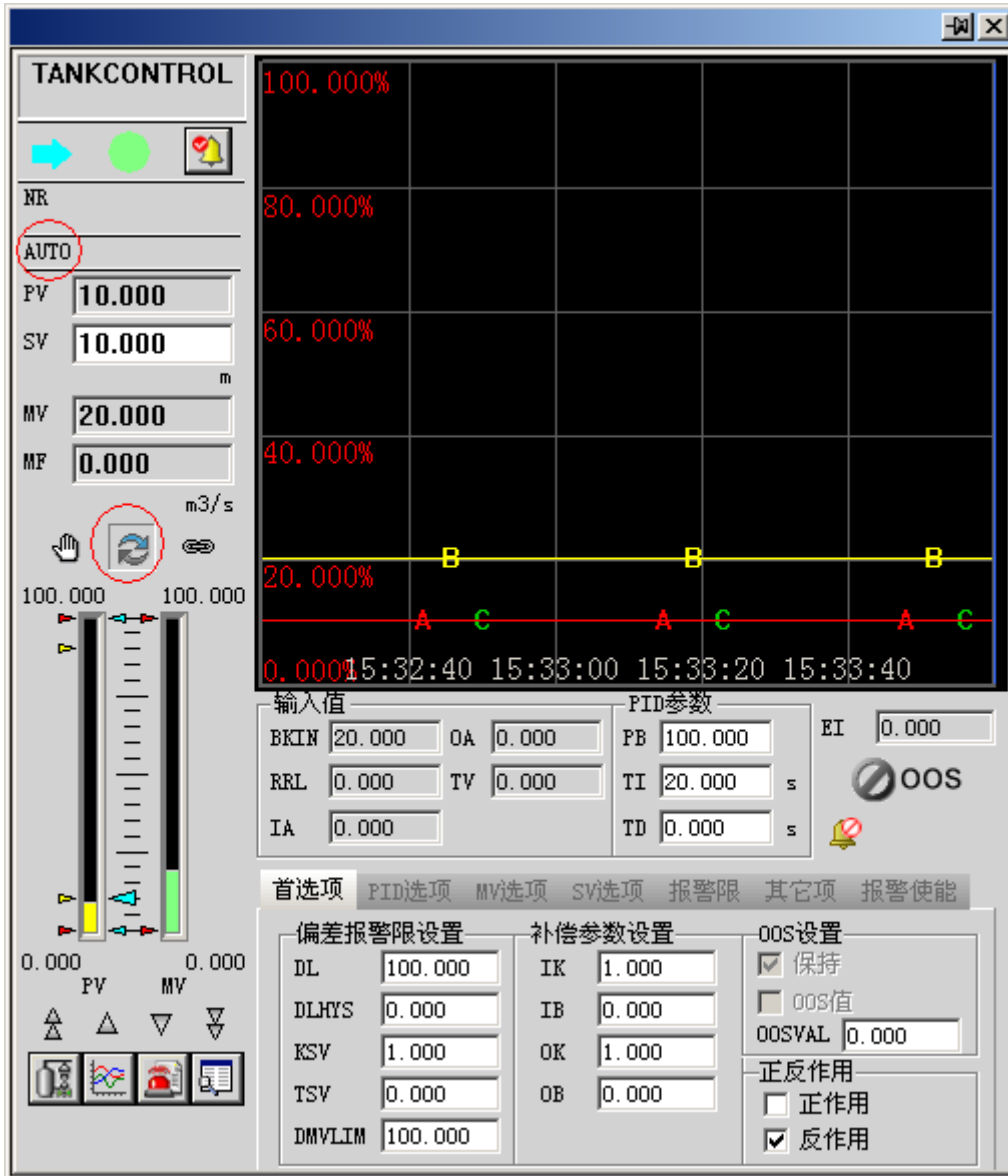 TANKCONTROL
NR
AUTO
PV 10.000
SV 10.000
m
MV 20.000
MF 0.000
m3/s
100.000 100.000
0.000 0.000
PV MV
100.000%
80.000%
60.000%
40.000%
B B B
20.000%
A C A C A C
0.000%
15:32:40 15:33:00 15:33:20 15:33:40
输入值
BKIN 20.000 OA 0.000
RRL 0.000 TV 0.000
IA 0.000
PID参数
PB 100.000
TI 20.000 s
TD 0.000 s
EI 0.000
OOS
首选项 PID选项 MV选项 SV选项 报警限 其它项 报警使能
偏差报警限设置
DL 100.000
DLHYS 0.000
KSV 1.000
TSV 0.000
DMVLIM 100.000
补偿参数设置
IK 1.000
IB 0.000
OK 1.000
OB 0.000
OOS设置
保持
OOS值
OOSVAL 0.000
正反作用
正作用
反作用